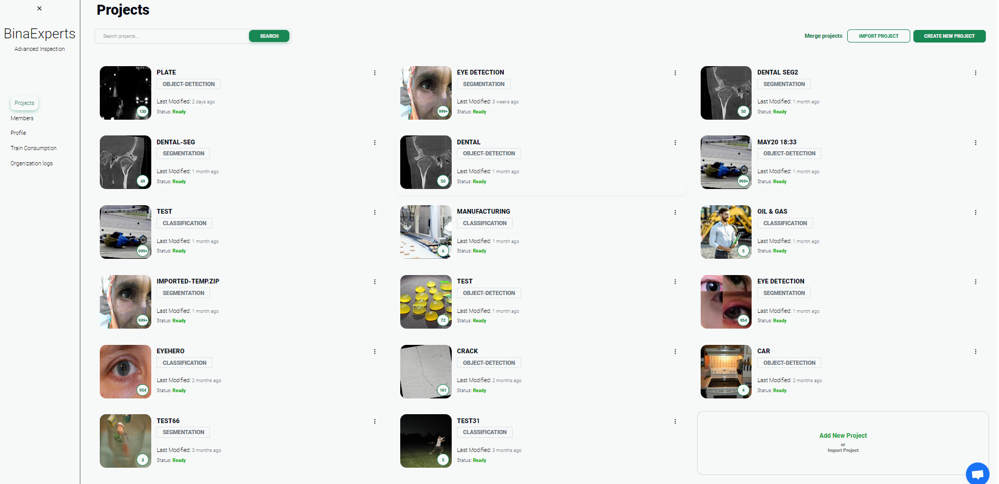 Projects
BinaExperts
Advanced Inspection
Projects
Members
Profile
Train Consumption
Organization logs
Search projects...
SEARCH
Merge projects
IMPORT PROJECT
CREATE NEW PROJECT
PLATE
OBJECT-DETECTION
Last Modified: 2 days ago
Status: Ready
130
EYE DETECTION
SEGMENTATION
Last Modified: 3 weeks ago
Status: Ready
999+
DENTAL SEG2
SEGMENTATION
Last Modified: 1 month ago
Status: Ready
50
DENTAL-SEG
SEGMENTATION
Last Modified: 1 month ago
Status: Ready
49
DENTAL
OBJECT-DETECTION
Last Modified: 1 month ago
Status: Ready
50
MAY20 18:33
OBJECT-DETECTION
Last Modified: 1 month ago
Status: Ready
999+
TEST
CLASSIFICATION
Last Modified: 1 month ago
Status: Ready
999+
MANUFACTURING
CLASSIFICATION
Last Modified: 1 month ago
Status: Ready
6
OIL & GAS
CLASSIFICATION
Last Modified: 1 month ago
Status: Ready
5
IMPORTED-TEMP.ZIP
SEGMENTATION
Last Modified: 1 month ago
Status: Ready
999+
TEST
OBJECT-DETECTION
Last Modified: 1 month ago
Status: Ready
72
EYE DETECTION
SEGMENTATION
Last Modified: 1 month ago
Status: Ready
954
EYEHERO
CLASSIFICATION
Last Modified: 2 months ago
Status: Ready
954
CRACK
OBJECT-DETECTION
Last Modified: 2 months ago
Status: Ready
161
CAR
OBJECT-DETECTION
Last Modified: 2 months ago
Status: Ready
4
TEST66
SEGMENTATION
Last Modified: 3 months ago
Status: Ready
3
TEST31
CLASSIFICATION
Last Modified: 3 months ago
Status: Ready
5
Add New Project
or
Import Project